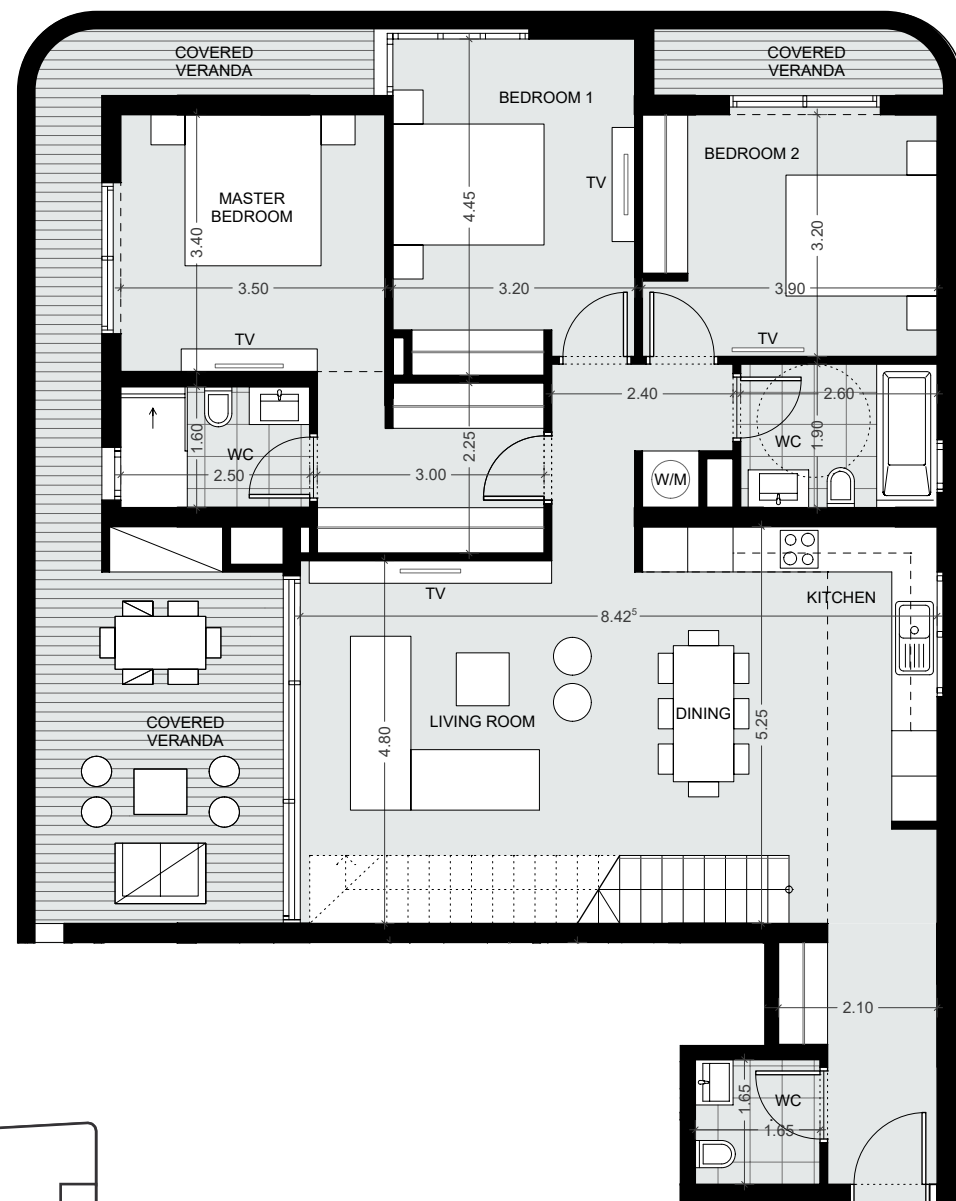 COVERED
VERANDA
COVERED
VERANDA
BEDROOM 1
BEDROOM 2
MASTER
BEDROOM
TV
3.40
4.45
3.20
3.50
3.20
3.90
TV
TV
2.40
2.60
1.60
WC
2.50
3.00
2.25
WC
1.90
W/M
TV
KITCHEN
8.42⁵
COVERED
VERANDA
LIVING ROOM
DINING
4.80
5.25
2.10
1.65
WC
1.65